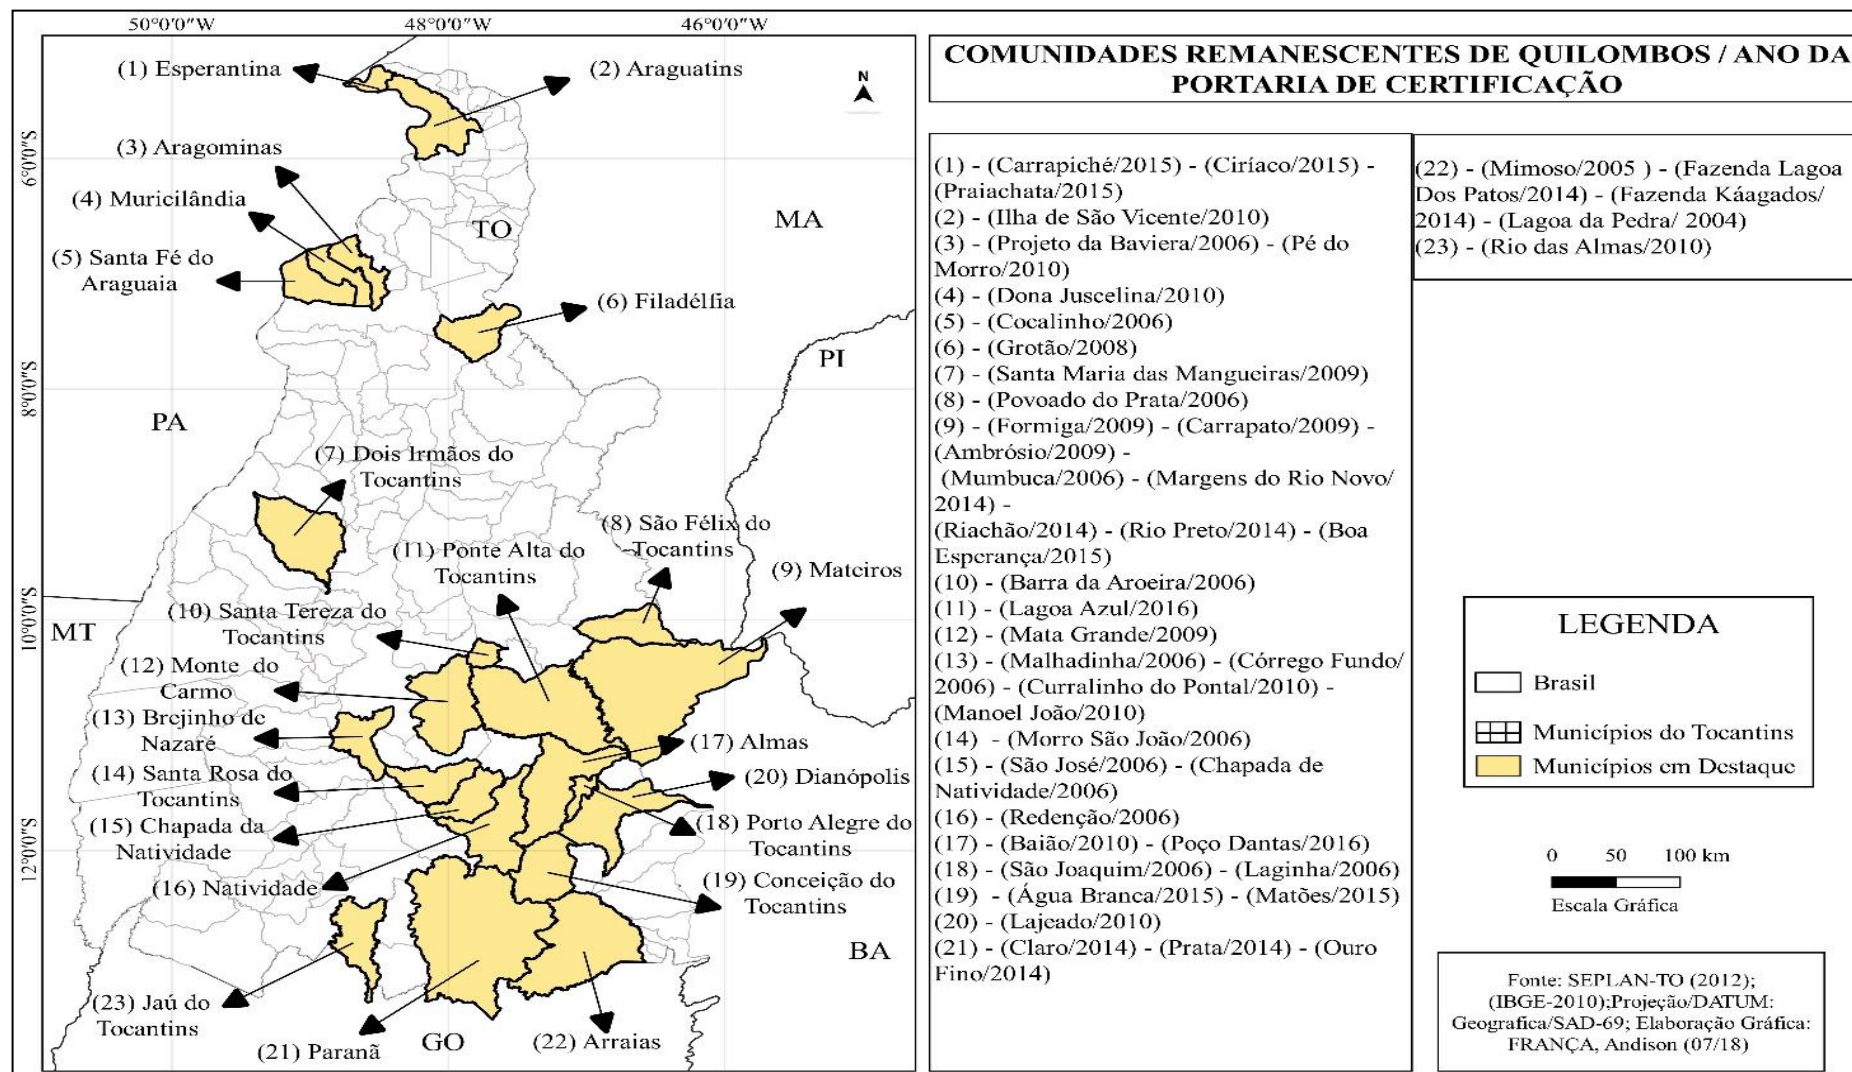 50°0'0"W
48°0'0"W
46°0'0"W
6°0'0"S
8°0'0"S
10°0'0"S
12°0'0"S
N
(1) Esperantina
(2) Araguatins
(3) Aragominas
(4) Muricilândia
(5) Santa Fé do
Araguaia
(6) Filadélfia
(7) Dois Irmãos do
Tocantins
(8) São Félix do
Tocantins
(11) Ponte Alta do
Tocantins
(9) Mateiros
(10) Santa Tereza do
Tocantins
(12) Monte do
Carmo
(13) Brejinho de
Nazaré
(14) Santa Rosa do
Tocantins
(15) Chapada da
Natividade
(16) Natividade
(17) Almas
(20) Dianópolis
(18) Porto Alegre do
Tocantins
(19) Conceição do
Tocantins
(23) Jaú do
Tocantins
(21) Paranã
(22) Arraias
TO
MA
PI
PA
MT
BA
GO
COMUNIDADES REMANESCENTES DE QUILOMBOS / ANO DA
PORTARIA DE CERTIFICAÇÃO
(1) - (Carrapiché/2015) - (Ciríaco/2015) -
(Praiachata/2015)
(2) - (Ilha de São Vicente/2010)
(3) - (Projeto da Baviera/2006) - (Pé do
Morro/2010)
(4) - (Dona Juscelina/2010)
(5) - (Cocalinho/2006)
(6) - (Grotão/2008)
(7) - (Santa Maria das Mangueiras/2009)
(8) - (Povoado do Prata/2006)
(9) - (Formiga/2009) - (Carrapato/2009) -
(Ambrósio/2009) -
(Mumbuca/2006) - (Margens do Rio Novo/
2014) -
(Riachão/2014) - (Rio Preto/2014) - (Boa
Esperança/2015)
(10) - (Barra da Aroeira/2006)
(11) - (Lagoa Azul/2016)
(12) - (Mata Grande/2009)
(13) - (Malhadinha/2006) - (Córrego Fundo/
2006) - (Curralinho do Pontal/2010) -
(Manoel João/2010)
(14) - (Morro São João/2006)
(15) - (São José/2006) - (Chapada de
Natividade/2006)
(16) - (Redenção/2006)
(17) - (Baião/2010) - (Poço Dantas/2016)
(18) - (São Joaquim/2006) - (Laginha/2006)
(19) - (Água Branca/2015) - (Matões/2015)
(20) - (Lajeado/2010)
(21) - (Claro/2014) - (Prata/2014) - (Ouro
Fino/2014)
(22) - (Mimoso/2005 ) - (Fazenda Lagoa
Dos Patos/2014) - (Fazenda Káagados/
2014) - (Lagoa da Pedra/ 2004)
(23) - (Rio das Almas/2010)
LEGENDA
Brasil
Municípios do Tocantins
Municípios em Destaque
0 50 100 km
Escala Gráfica
Fonte: SEPLAN-TO (2012);
(IBGE-2010);Projeção/DATUM:
Geografica/SAD-69; Elaboração Gráfica:
FRANÇA, Andison (07/18)